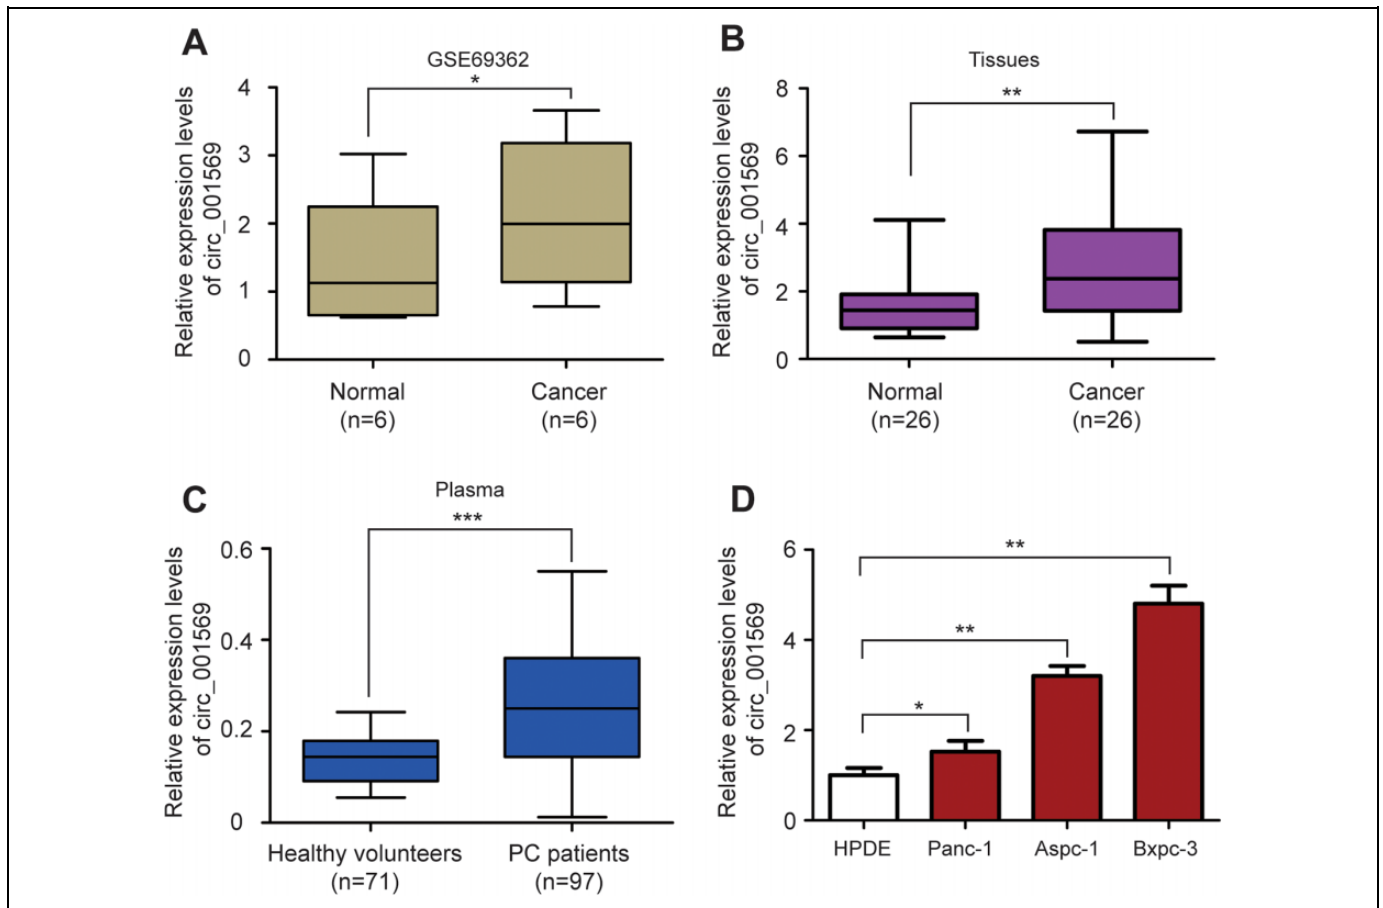 A
GSE69362
*
Relative expression levels
of circ_001569
4
3
2
1
0
Normal
(n=6)
Cancer
(n=6)
B
Tissues
**
Relative expression levels
of circ_001569
8
6
4
2
0
Normal
(n=26)
Cancer
(n=26)
C
Plasma
***
Relative expression levels
of circ_001569
0.6
0.4
0.2
0
Healthy volunteers
(n=71)
PC patients
(n=97)
D
**
**
*
Relative expression levels
of circ_001569
6
4
2
0
HPDE
Panc-1
Aspc-1
Bxpc-3